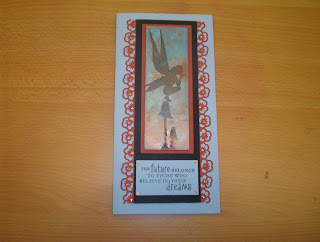 THE future BELONGS
TO THOSE WHO
BELIEVE IN THEIR
dreams